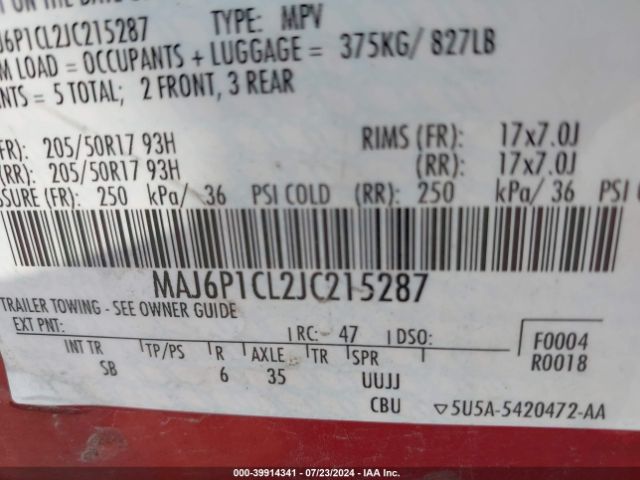 TYPE: MPV
J6P1CL2JC215287
M LOAD = OCCUPANTS + LUGGAGE = 375KG/ 827LB
NTS = 5 TOTAL; 2 FRONT, 3 REAR
FR): 205/50R17 93H RIMS (FR): 17x7.0J
(RR): 205/50R17 93H (RR): 17x7.0J
SSURE (FR): 250 kPa/ 36 PSI COLD (RR): 250 kPa/ 36 PSI
MAJ6P1CL2JC215287
TRAILER TOWING - SEE OWNER GUIDE
EXT PNT: RC: 47 DSO: F0004
R0018
INT TR TP/PS R AXLE TR SPR
SB 6 35 UUJJ
CBU ▽5U5A-5420472-AA
000-39914341 - 07/23/2024 - IAA Inc.